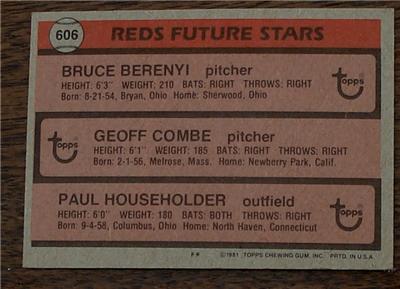 606
REDS FUTURE STARS
BRUCE BERENYI pitcher
HEIGHT: 6'3" WEIGHT: 210 BATS: RIGHT THROWS: RIGHT
Born: 8-21-54, Bryan, Ohio Home: Sherwood, Ohio
topps
GEOFF COMBE pitcher
HEIGHT: 6'1" WEIGHT: 185 BATS: RIGHT THROWS: RIGHT
Born: 2-1-56, Melrose, Mass. Home: Newberry Park, Calif.
topps
PAUL HOUSEHOLDER outfield
HEIGHT: 6'0" WEIGHT: 180 BATS: BOTH THROWS: RIGHT
Born: 9-4-58, Columbus, Ohio Home: North Haven, Connecticut
topps
F* ©1981 TOPPS CHEWING GUM, INC. PRTD. IN U.S.A.